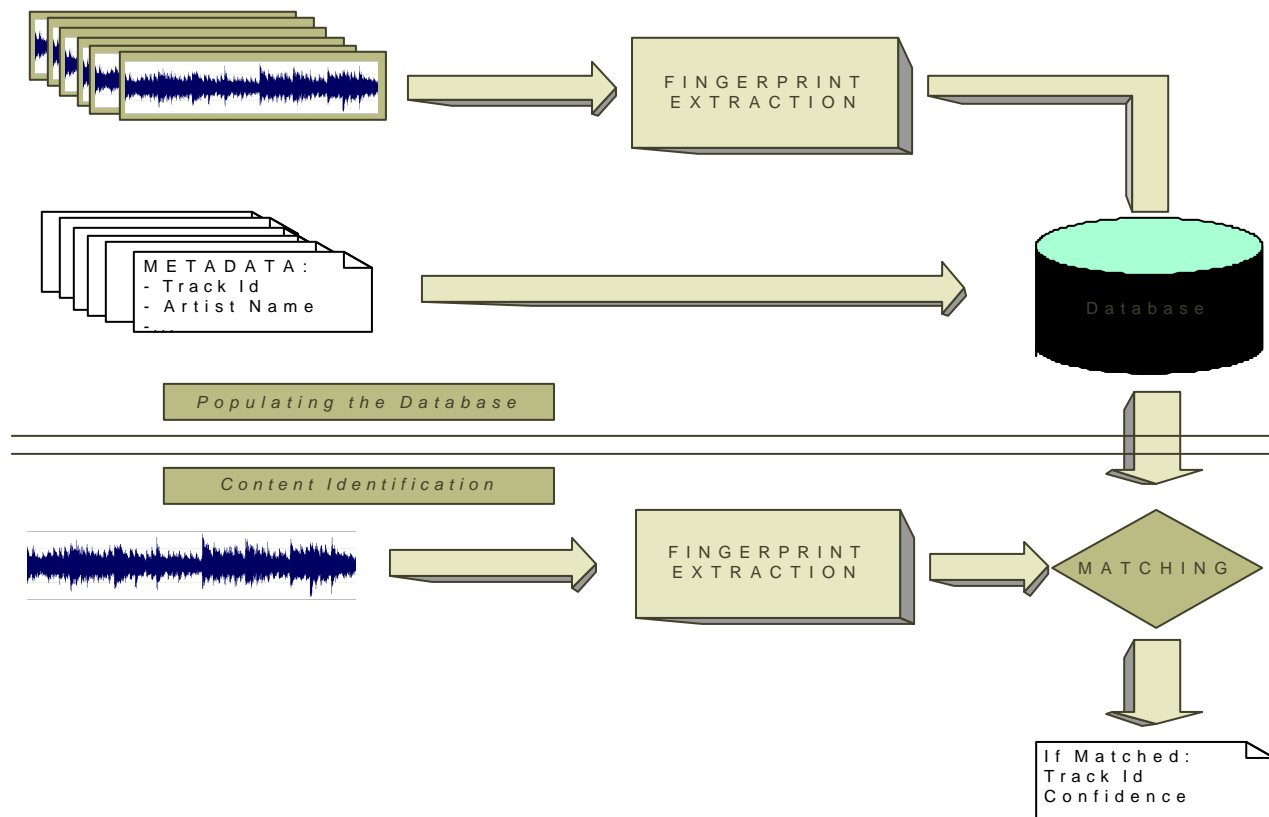 FINGERPRINT
EXTRACTION
METADATA:
- Track Id
- Artist Name
-...
Database
Populating the Database
Content Identification
FINGERPRINT
EXTRACTION
MATCHING
If Matched:
Track Id
Confidence